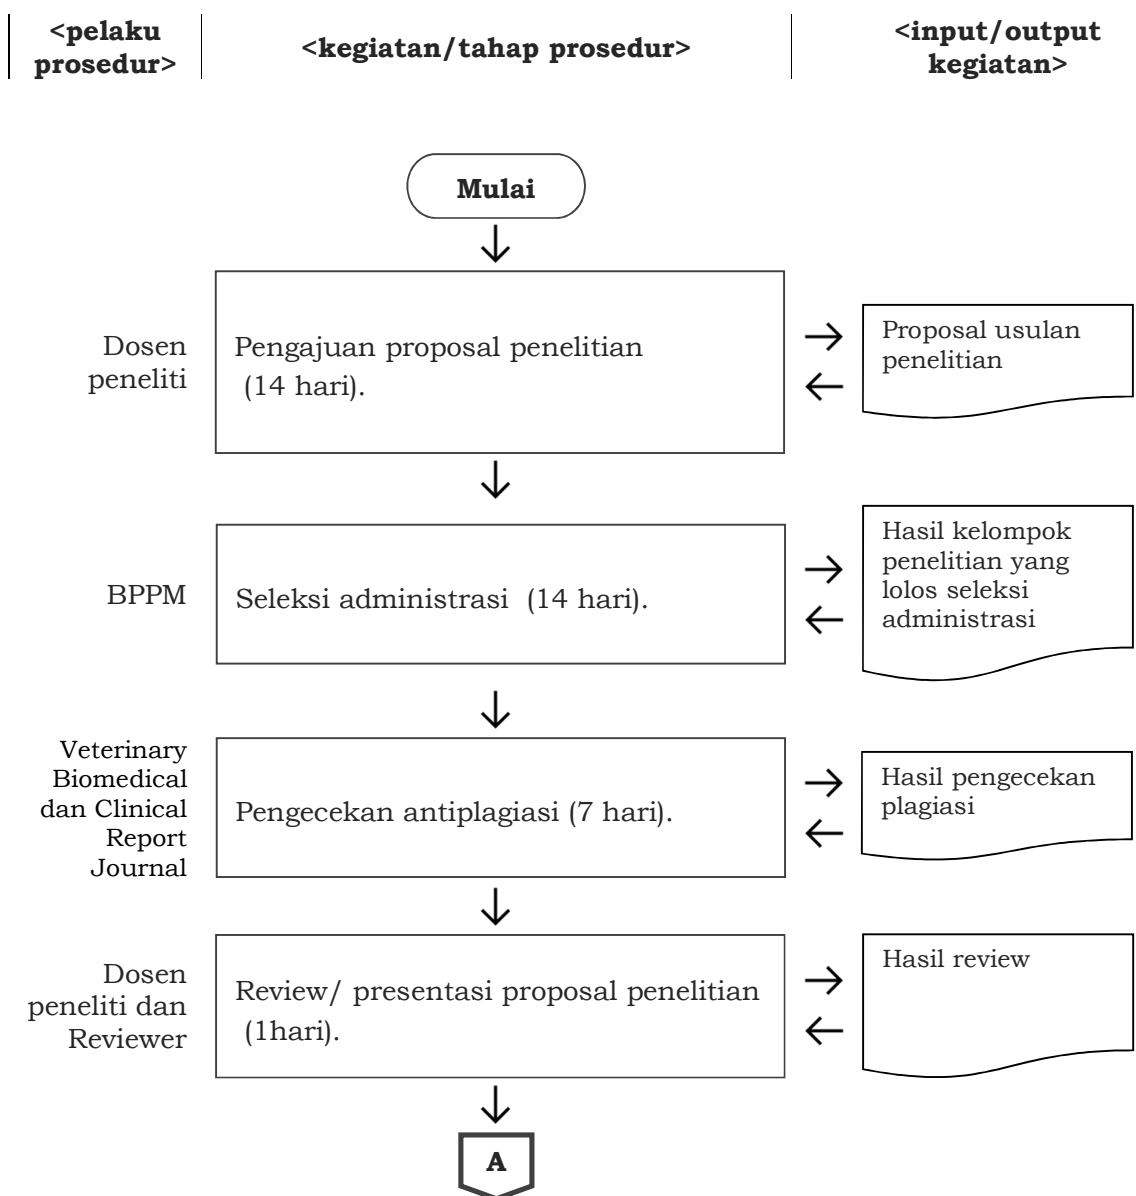 <pelaku prosedur>
<kegiatan/tahap prosedur>
<input/output kegiatan>
Mulai
Dosen
peneliti
Pengajuan proposal penelitian
(14 hari).
Proposal usulan
penelitian
BPPM
Seleksi administrasi (14 hari).
Hasil kelompok
penelitian yang
lolos seleksi
administrasi
Veterinary
Biomedical
dan Clinical
Report
Journal
Pengecekan antiplagiasi (7 hari).
Hasil pengecekan
plagiasi
Dosen
peneliti dan
Reviewer
Review/ presentasi proposal penelitian
(1hari).
Hasil review
A